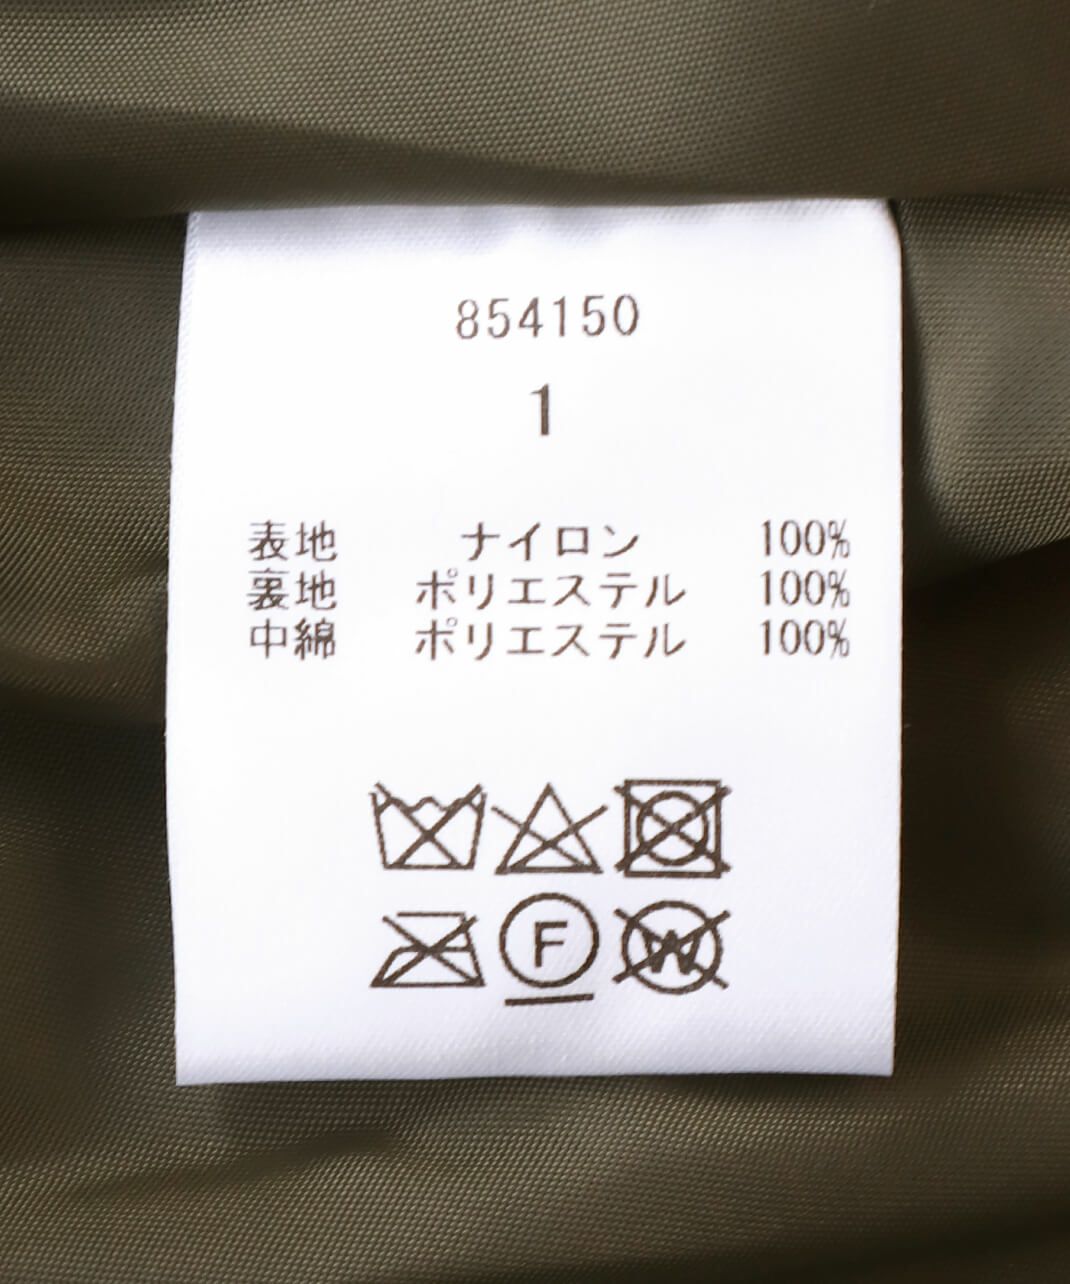 854150
1
表地 ナイロン 100%
裏地 ポリエステル 100%
中綿 ポリエステル 100%
F
W